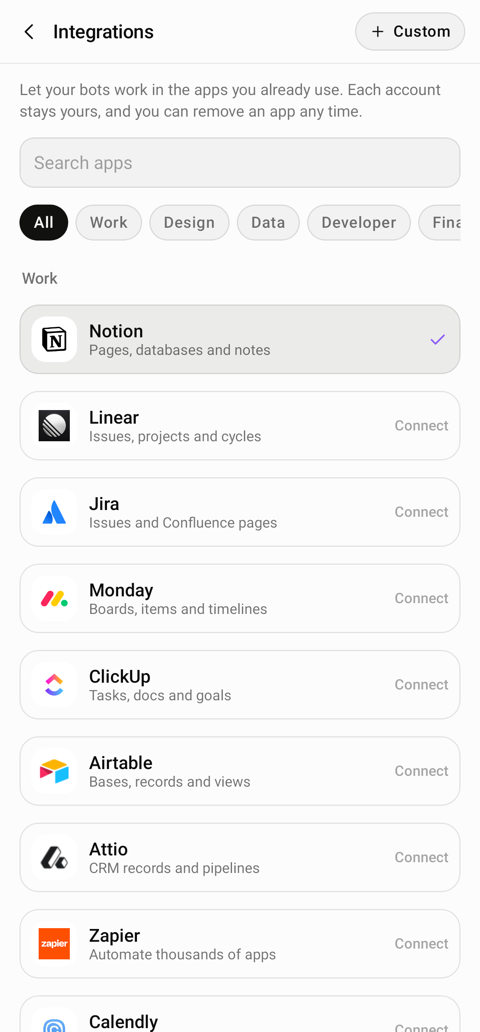 Integrations
+ Custom
Let your bots work in the apps you already use. Each account
stays yours, and you can remove an app any time.
Search apps
All
Work
Design
Data
Developer
Fina
Work
N
Notion
Pages, databases and notes
Linear
Issues, projects and cycles
Connect
Jira
Issues and Confluence pages
Connect
Monday
Boards, items and timelines
Connect
ClickUp
Tasks, docs and goals
Connect
Airtable
Bases, records and views
Connect
Attio
CRM records and pipelines
Connect
zapier
Zapier
Automate thousands of apps
Connect
Calendly
Connect